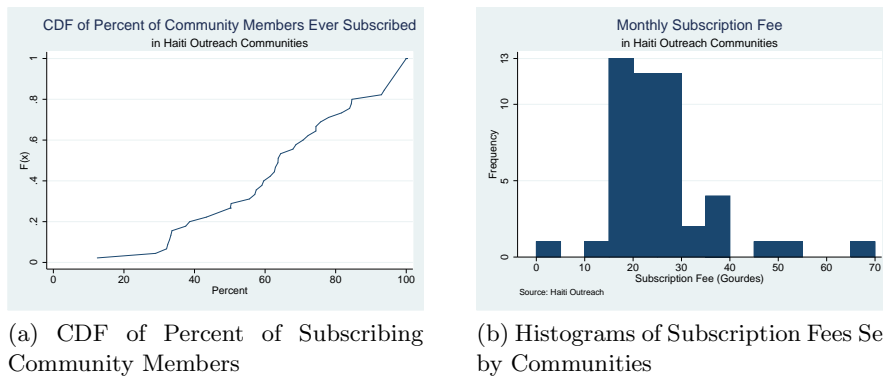 CDF of Percent of Community Members Ever Subscribed
in Haiti Outreach Communities
F(x)
0
.2
.4
.6
.8
1
0 20 40 60 80 100
Percent
(a) CDF of Percent of Subscribing
Community Members
Monthly Subscription Fee
in Haiti Outreach Communities
Frequency
0
5
10
13
0 10 20 30 40 50 60 70
Subscription Fee (Gourdes)
Source: Haiti Outreach
(b) Histograms of Subscription Fees Se
by Communities